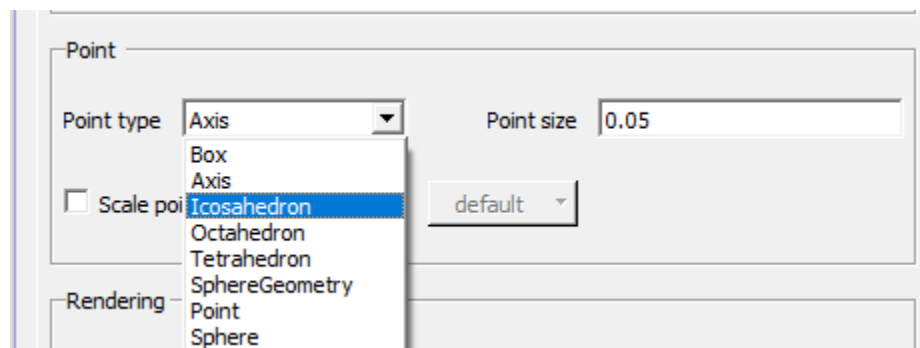 Point
Point type Axis Point size 0.05
Box
Axis
Scale poi Icosahedron default
Octahedron
Tetrahedron
SphereGeometry
Rendering
Point
Sphere